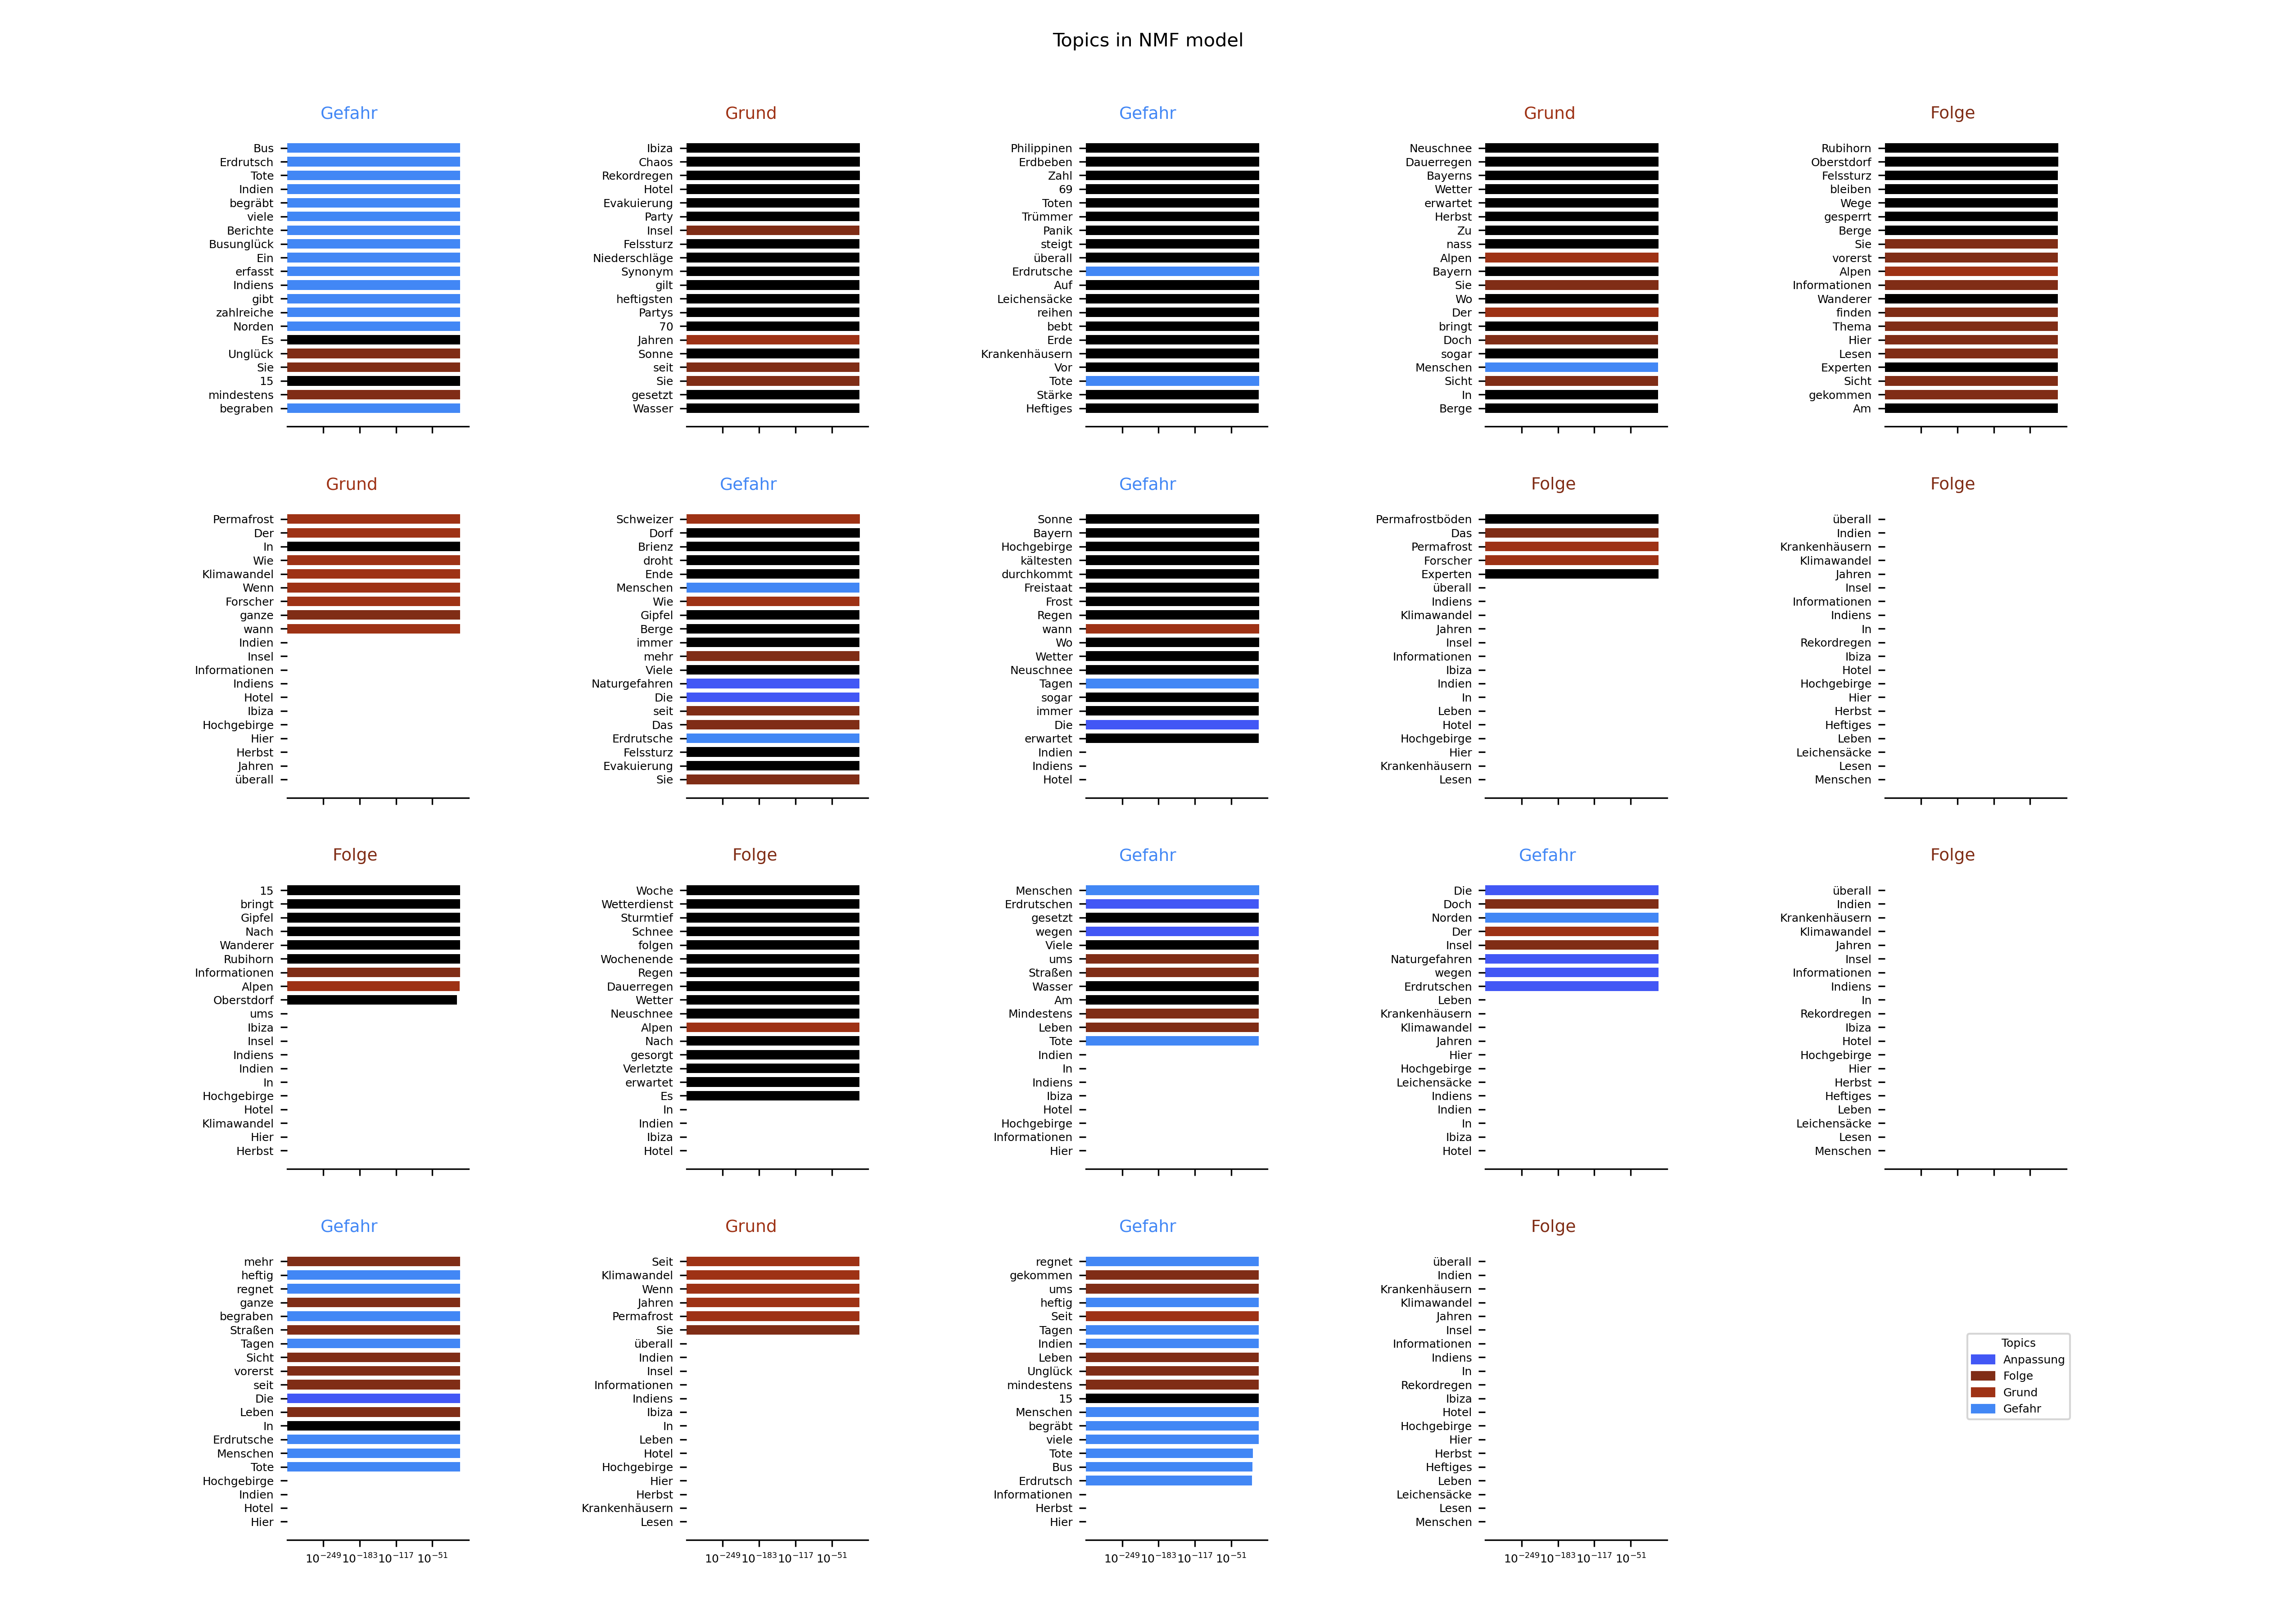 Topics in NMF model
Gefahr
Bus
Erdrutsch
Tote
Indien
begräbt
viele
Berichte
Busunglück
Ein
erfasst
Indiens
gibt
zahlreiche
Norden
Es
Unglück
Sie
15
mindestens
begraben
Grund
Ibiza
Chaos
Rekordregen
Hotel
Evakuierung
Party
Insel
Felssturz
Niederschläge
Synonym
gilt
heftigsten
Partys
70
Jahren
Sonne
seit
Sie
gesetzt
Wasser
Gefahr
Philippinen
Erdbeben
Zahl
69
Toten
Trümmer
Panik
steigt
überall
Erdrutsche
Auf
Leichensäcke
reihen
bebt
Erde
Krankenhäusern
Vor
Tote
Stärke
Heftiges
Grund
Neuschnee
Dauerregen
Bayerns
Wetter
erwartet
Herbst
Zu
nass
Alpen
Bayern
Sie
Wo
Der
bringt
Doch
sogar
Menschen
Sicht
In
Berge
Folge
Rubihorn
Oberstdorf
Felssturz
bleiben
Wege
gesperrt
Berge
Sie
vorerst
Alpen
Informationen
Wanderer
finden
Thema
Hier
Lesen
Experten
Sicht
gekommen
Am
Grund
Permafrost
Der
In
Wie
Klimawandel
Wenn
Forscher
ganze
wann
Indien
Insel
Informationen
Indiens
Hotel
Ibiza
Hochgebirge
Hier
Herbst
Jahren
überall
Gefahr
Schweizer
Dorf
Brienz
droht
Ende
Menschen
Wie
Gipfel
Berge
immer
mehr
Viele
Naturgefahren
Die
seit
Das
Erdrutsche
Felssturz
Evakuierung
Sie
Gefahr
Sonne
Bayern
Hochgebirge
kältesten
durchkommt
Freistaat
Frost
Regen
wann
Wo
Wetter
Neuschnee
Tagen
sogar
immer
Die
erwartet
Indien
Indiens
Hotel
Folge
Permafrostböden
Das
Permafrost
Forscher
Experten
überall
Indiens
Klimawandel
Jahren
Insel
Informationen
Ibiza
Indien
In
Leben
Hotel
Hochgebirge
Hier
Krankenhäusern
Lesen
Folge
überall
Indien
Krankenhäusern
Klimawandel
Jahren
Insel
Informationen
Indiens
In
Rekordregen
Ibiza
Hotel
Hochgebirge
Hier
Herbst
Heftiges
Leben
Leichensäcke
Lesen
Menschen
Folge
15
bringt
Gipfel
Nach
Wanderer
Rubihorn
Informationen
Alpen
Oberstdorf
ums
Ibiza
Insel
Indiens
Indien
In
Hochgebirge
Hotel
Klimawandel
Hier
Herbst
Folge
Woche
Wetterdienst
Sturmtief
Schnee
folgen
Wochenende
Regen
Dauerregen
Wetter
Neuschnee
Alpen
Nach
gesorgt
Verletzte
erwartet
Es
In
Indien
Ibiza
Hotel
Gefahr
Menschen
Erdrutschen
gesetzt
wegen
Viele
ums
Straßen
Wasser
Am
Mindestens
Leben
Tote
Indien
In
Indiens
Ibiza
Hotel
Hochgebirge
Informationen
Hier
Gefahr
Die
Doch
Norden
Der
Insel
Naturgefahren
wegen
Erdrutschen
Leben
Krankenhäusern
Klimawandel
Jahren
Hier
Hochgebirge
Leichensäcke
Indiens
Indien
In
Ibiza
Hotel
Folge
überall
Indien
Krankenhäusern
Klimawandel
Jahren
Insel
Informationen
Indiens
In
Rekordregen
Ibiza
Hotel
Hochgebirge
Hier
Herbst
Heftiges
Leben
Leichensäcke
Lesen
Menschen
Gefahr
mehr
heftig
regnet
ganze
begraben
Straßen
Tagen
Sicht
vorerst
seit
Die
Leben
In
Erdrutsche
Menschen
Tote
Hochgebirge
Indien
Hotel
Hier
10⁻²⁴⁹ 10⁻¹⁸³ 10⁻¹¹⁷ 10⁻⁵¹
Grund
Seit
Klimawandel
Wenn
Jahren
Permafrost
Sie
überall
Indien
Insel
Informationen
Indiens
Ibiza
In
Leben
Hotel
Hochgebirge
Hier
Herbst
Krankenhäusern
Lesen
10⁻²⁴⁹ 10⁻¹⁸³ 10⁻¹¹⁷ 10⁻⁵¹
Gefahr
regnet
gekommen
ums
heftig
Seit
Tagen
Indien
Leben
Unglück
mindestens
15
Menschen
begräbt
viele
Tote
Bus
Erdrutsch
Informationen
Herbst
Hier
10⁻²⁴⁹ 10⁻¹⁸³ 10⁻¹¹⁷ 10⁻⁵¹
Folge
überall
Indien
Krankenhäusern
Klimawandel
Jahren
Insel
Informationen
Indiens
In
Rekordregen
Ibiza
Hotel
Hochgebirge
Hier
Herbst
Heftiges
Leben
Leichensäcke
Lesen
Menschen
10⁻²⁴⁹ 10⁻¹⁸³ 10⁻¹¹⁷ 10⁻⁵¹
Topics
Anpassung
Folge
Grund
Gefahr